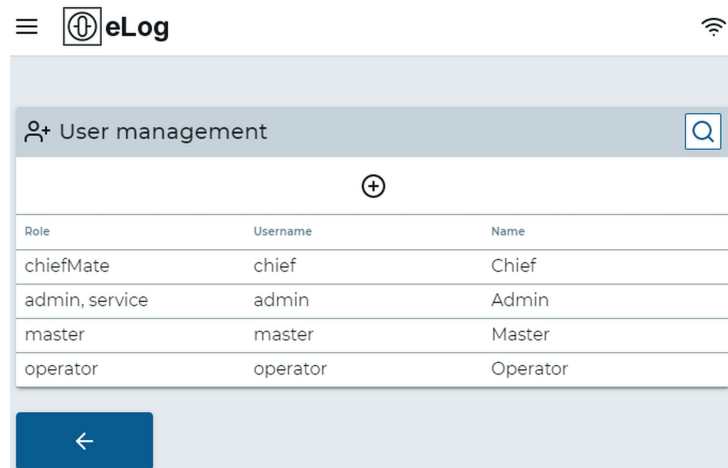 eLog
User management
Role Username Name
chiefMate chief Chief
admin, service admin Admin
master master Master
operator operator Operator